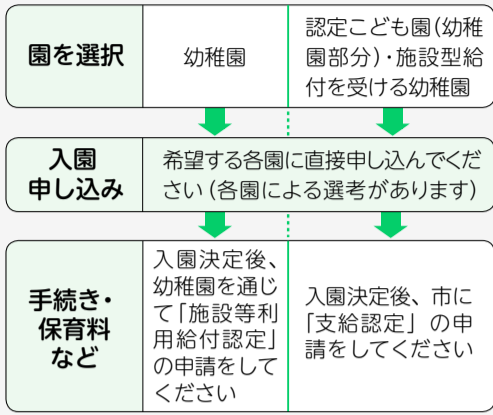 園を選択
幼稚園
認定こども園(幼稚
園部分)・施設型給
付を受ける幼稚園
入園
申し込み
希望する各園に直接申し込んでくだ
さい(各園による選考があります)
手続き・
保育料
など
入園決定後、
幼稚園を通じ
て「施設等利
用給付認定」
の申請をして
ください
入園決定後、市に
「支給認定」の申
請をしてください